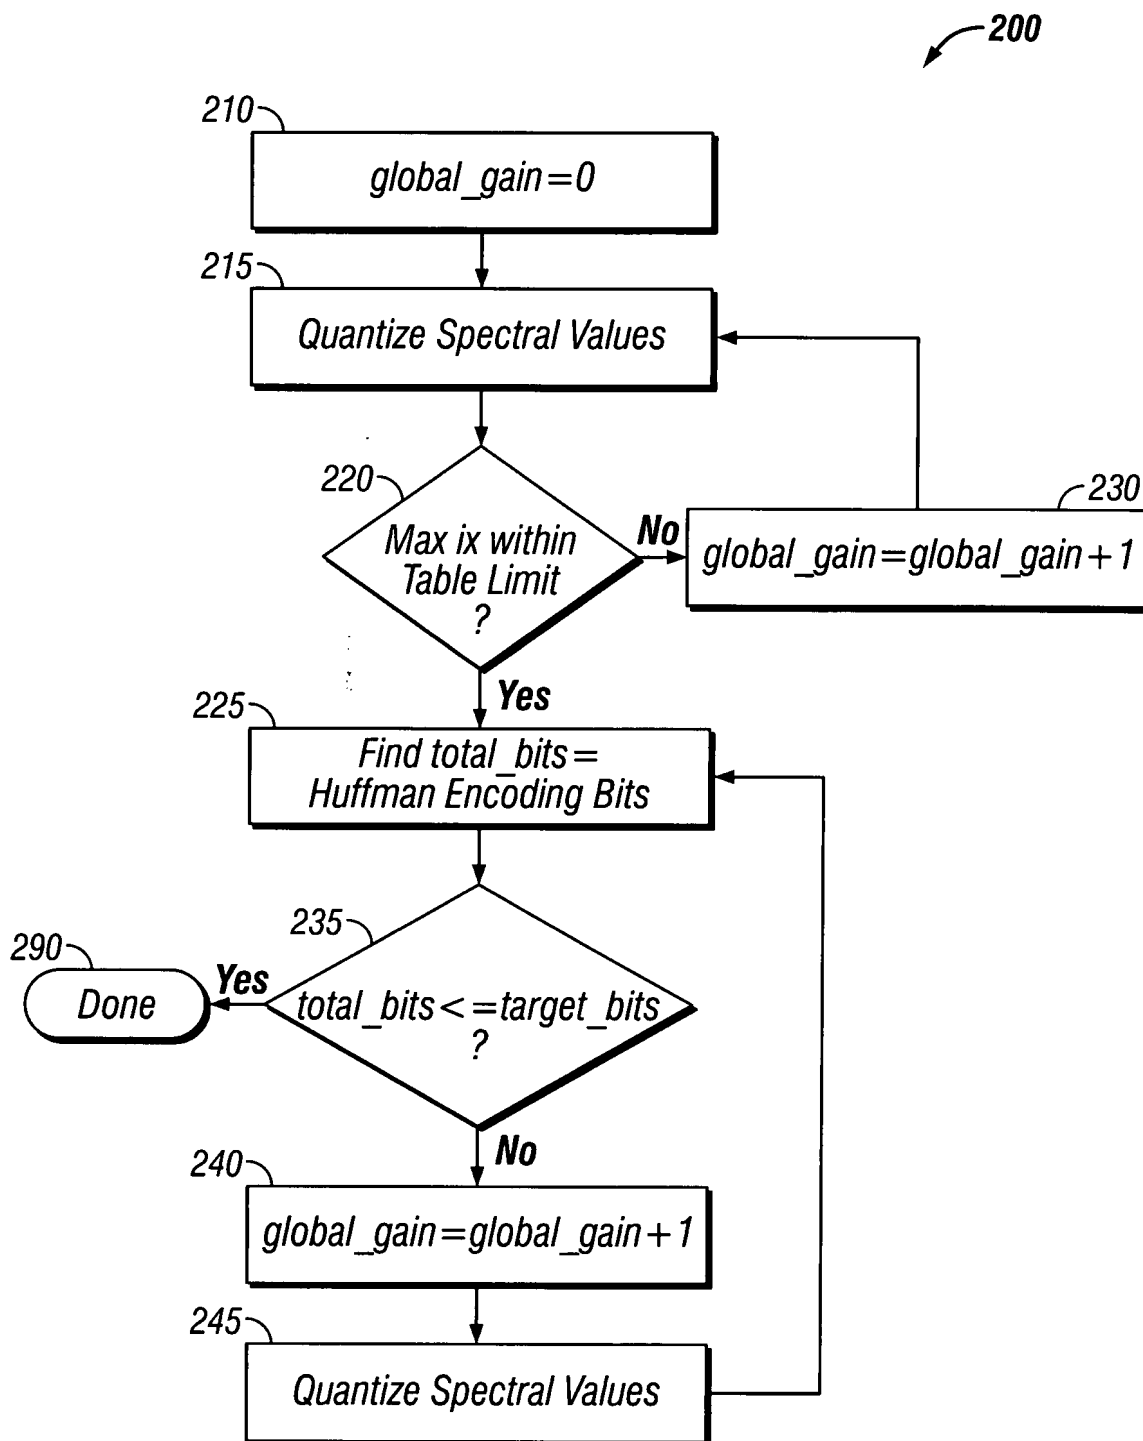 200
210
global_gain=0
215
Quantize Spectral Values
220
Max ix within
Table Limit
?
No
230
global_gain=global_gain+1
Yes
225
Find total_bits=
Huffman Encoding Bits
235
290
Yes
Done
total_bits<=target_bits
?
No
240
global_gain=global_gain+1
245
Quantize Spectral Values